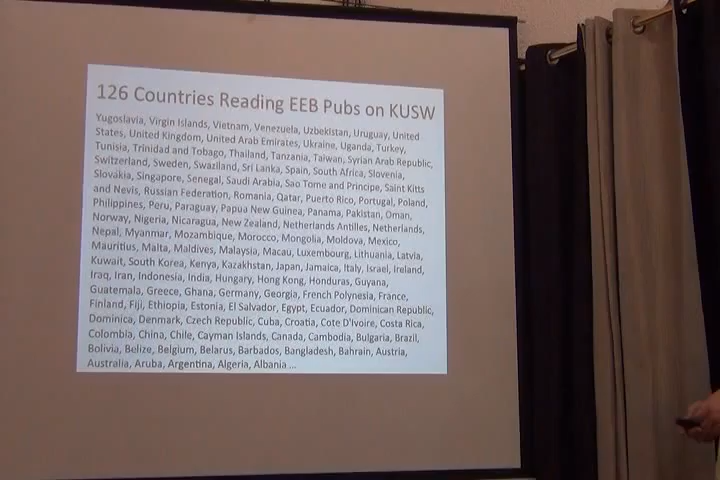 126 Countries Reading EEB Pubs on KUSW
Yugoslavia, Virgin Islands, Vietnam, Venezuela, Uzbekistan, Uruguay, United
States, United Kingdom, United Arab Emirates, Ukraine, Uganda, Turkey,
Tunisia, Trinidad and Tobago, Thailand, Tanzania, Taiwan, Syrian Arab Republic,
Switzerland, Sweden, Swaziland, Sri Lanka, Spain, South Africa, Slovenia,
Slovakia, Singapore, Senegal, Saudi Arabia, Sao Tome and Principe, Saint Kitts
and Nevis, Russian Federation, Romania, Qatar, Puerto Rico, Portugal, Poland,
Philippines, Peru, Paraguay, Papua New Guinea, Panama, Pakistan, Oman,
Norway, Nigeria, Nicaragua, New Zealand, Netherlands Antilles, Netherlands,
Nepal, Myanmar, Mozambique, Morocco, Mongolia, Moldova, Mexico,
Mauritius, Malta, Maldives, Malaysia, Macau, Luxembourg, Lithuania, Latvia,
Kuwait, South Korea, Kenya, Kazakhstan, Japan, Jamaica, Italy, Israel, Ireland,
Iraq, Iran, Indonesia, India, Hungary, Hong Kong, Honduras, Guyana,
Guatemala, Greece, Ghana, Germany, Georgia, French Polynesia, France,
Finland, Fiji, Ethiopia, Estonia, El Salvador, Egypt, Ecuador, Dominican Republic,
Dominica, Denmark, Czech Republic, Cuba, Croatia, Cote D'ivoire, Costa Rica,
Colombia, China, Chile, Cayman Islands, Canada, Cambodia, Bulgaria, Brazil,
Bolivia, Belize, Belgium, Belarus, Barbados, Bangladesh, Bahrain, Austria,
Australia, Aruba, Argentina, Algeria, Albania ...